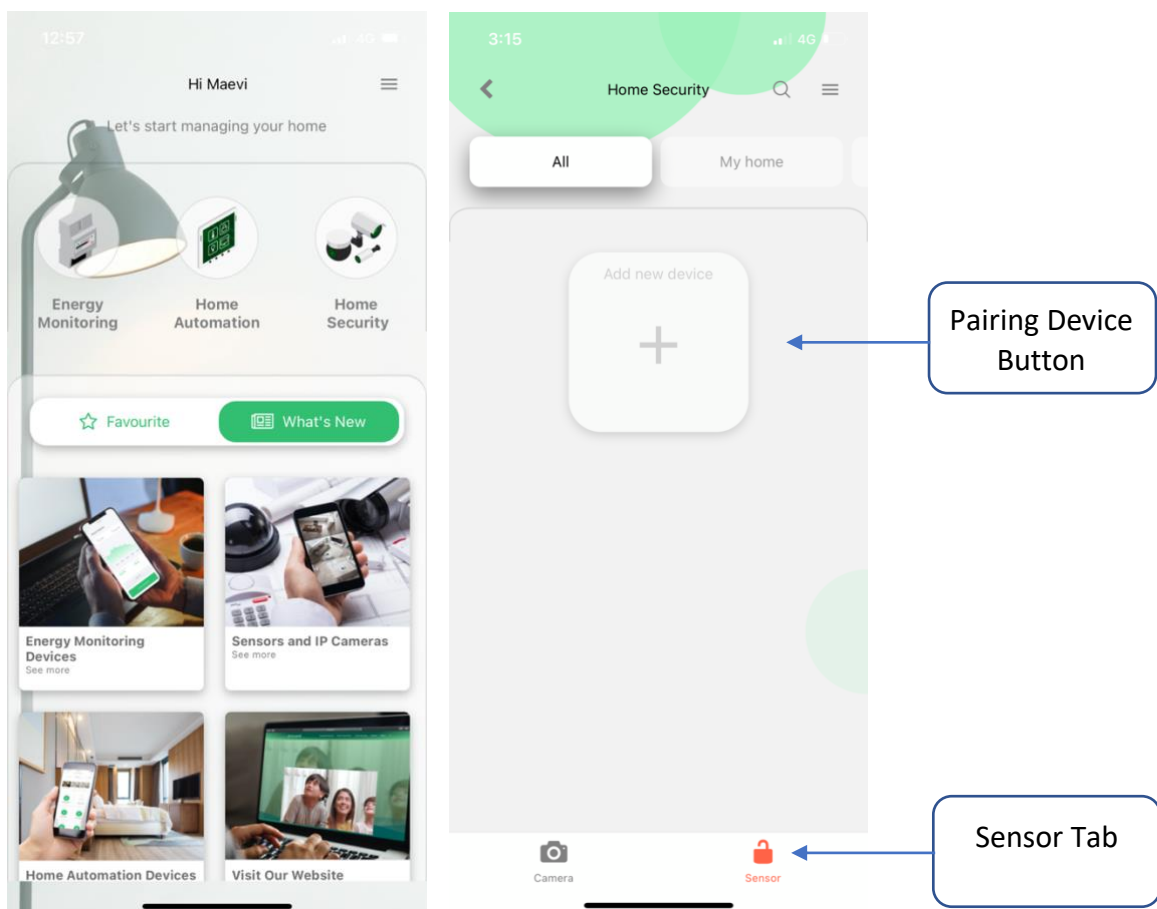 12:57
4G
Hi Maevi
Let's start managing your home
Energy
Monitoring
Home
Automation
Home
Security
Favourite
What's New
Energy Monitoring
Devices
See more
Sensors and IP Cameras
See more
Home Automation Devices
Visit Our Website
3:15
4G
Home Security
All
My home
Add new device
Camera
Sensor
Pairing Device
Button
Sensor Tab